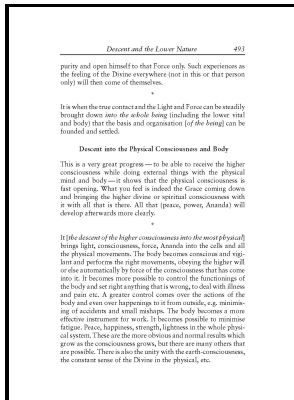 Descent and the Lower Nature 493
purity and open himself to that Force only. Such experiences as
the feeling of the Divine everywhere (not in this or that person
only) will then come of themselves.
*
It is when the true contact and the Light and Force can be steadily
brought down into the whole being (including the lower vital
and body) that the basis and organisation [of the being] can be
founded and settled.
Descent into the Physical Consciousness and Body
This is a very great progress — to be able to receive the higher
consciousness while doing external things with the physical
mind and body — it shows that the physical consciousness is
fast opening. What you feel is indeed the Grace coming down
and bringing the higher divine or spiritual consciousness with
it with all that is there. All that (peace, power, Ananda) will
develop afterwards more clearly.
*
It [the descent of the higher consciousness into the most physical]
brings light, consciousness, force, Ananda into the cells and all
the physical movements. The body becomes conscious and vigi-
lant and performs the right movements, obeying the higher will
or else automatically by force of the consciousness that has come
into it. It becomes more possible to control the functionings of
the body and set right anything that is wrong, to deal with illness
and pain etc. A greater control comes over the actions of the
body and even over happenings to it from outside, e.g. minimis-
ing of accidents and small mishaps. The body becomes a more
effective instrument for work. It becomes possible to minimise
fatigue. Peace, happiness, strength, lightness in the whole physi-
cal system. These are the more obvious and normal results which
grow as the consciousness grows, but there are many others that
are possible. There is also the unity with the earth-consciousness,
the constant sense of the Divine in the physical, etc.